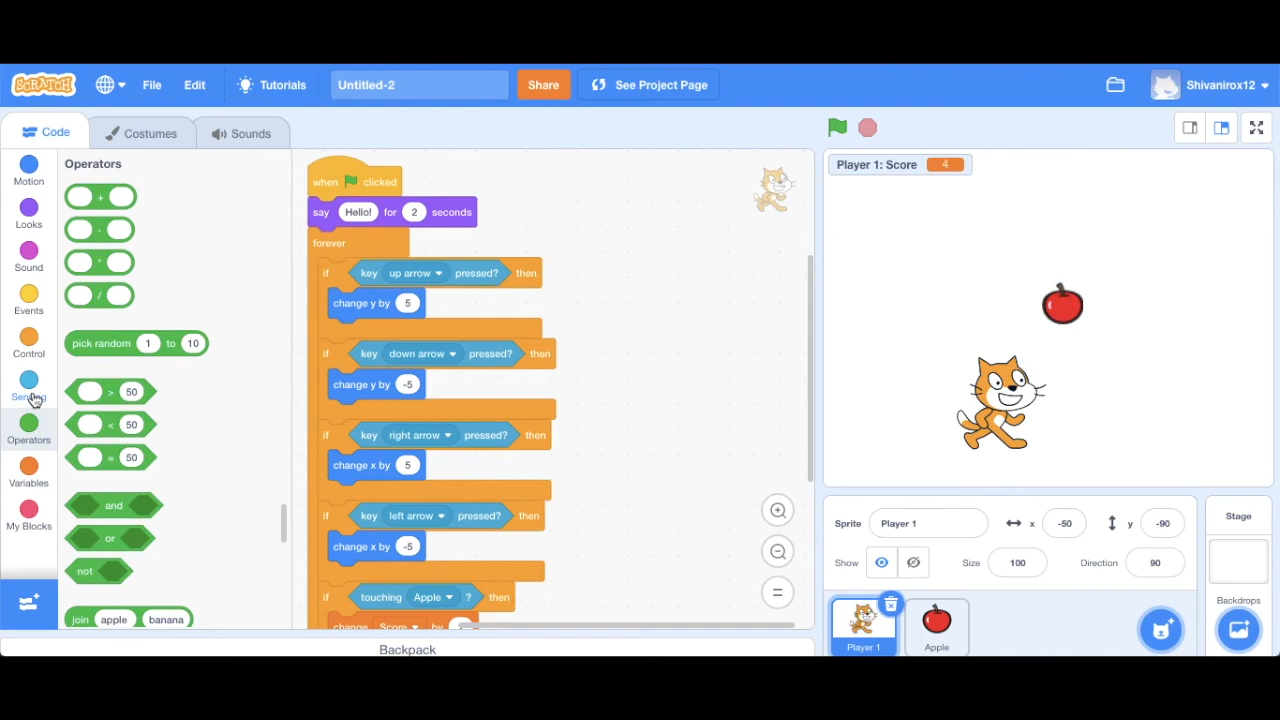 SCRATCH File Edit Tutorials Untitled-2 Share See Project Page Shivanirox12
Code Costumes Sounds
Motion
Looks
Sound
Events
Control
Operators
Variables
My Blocks
Operators
+
-
*
/
pick random 1 to 10
> 50
< 50
= 50
and
or
not
join apple banana
when clicked
say Hello! for 2 seconds
forever
if key up arrow pressed? then
change y by 5
if key down arrow pressed? then
change y by -5
if key right arrow pressed? then
change x by 5
if key left arrow pressed? then
change x by -5
if touching Apple ? then
change Score by
Backpack
Player 1: Score 4
Sprite Player 1 x -50 y -90
Show Size 100 Direction 90
Player 1
Apple
Stage
Backdrops